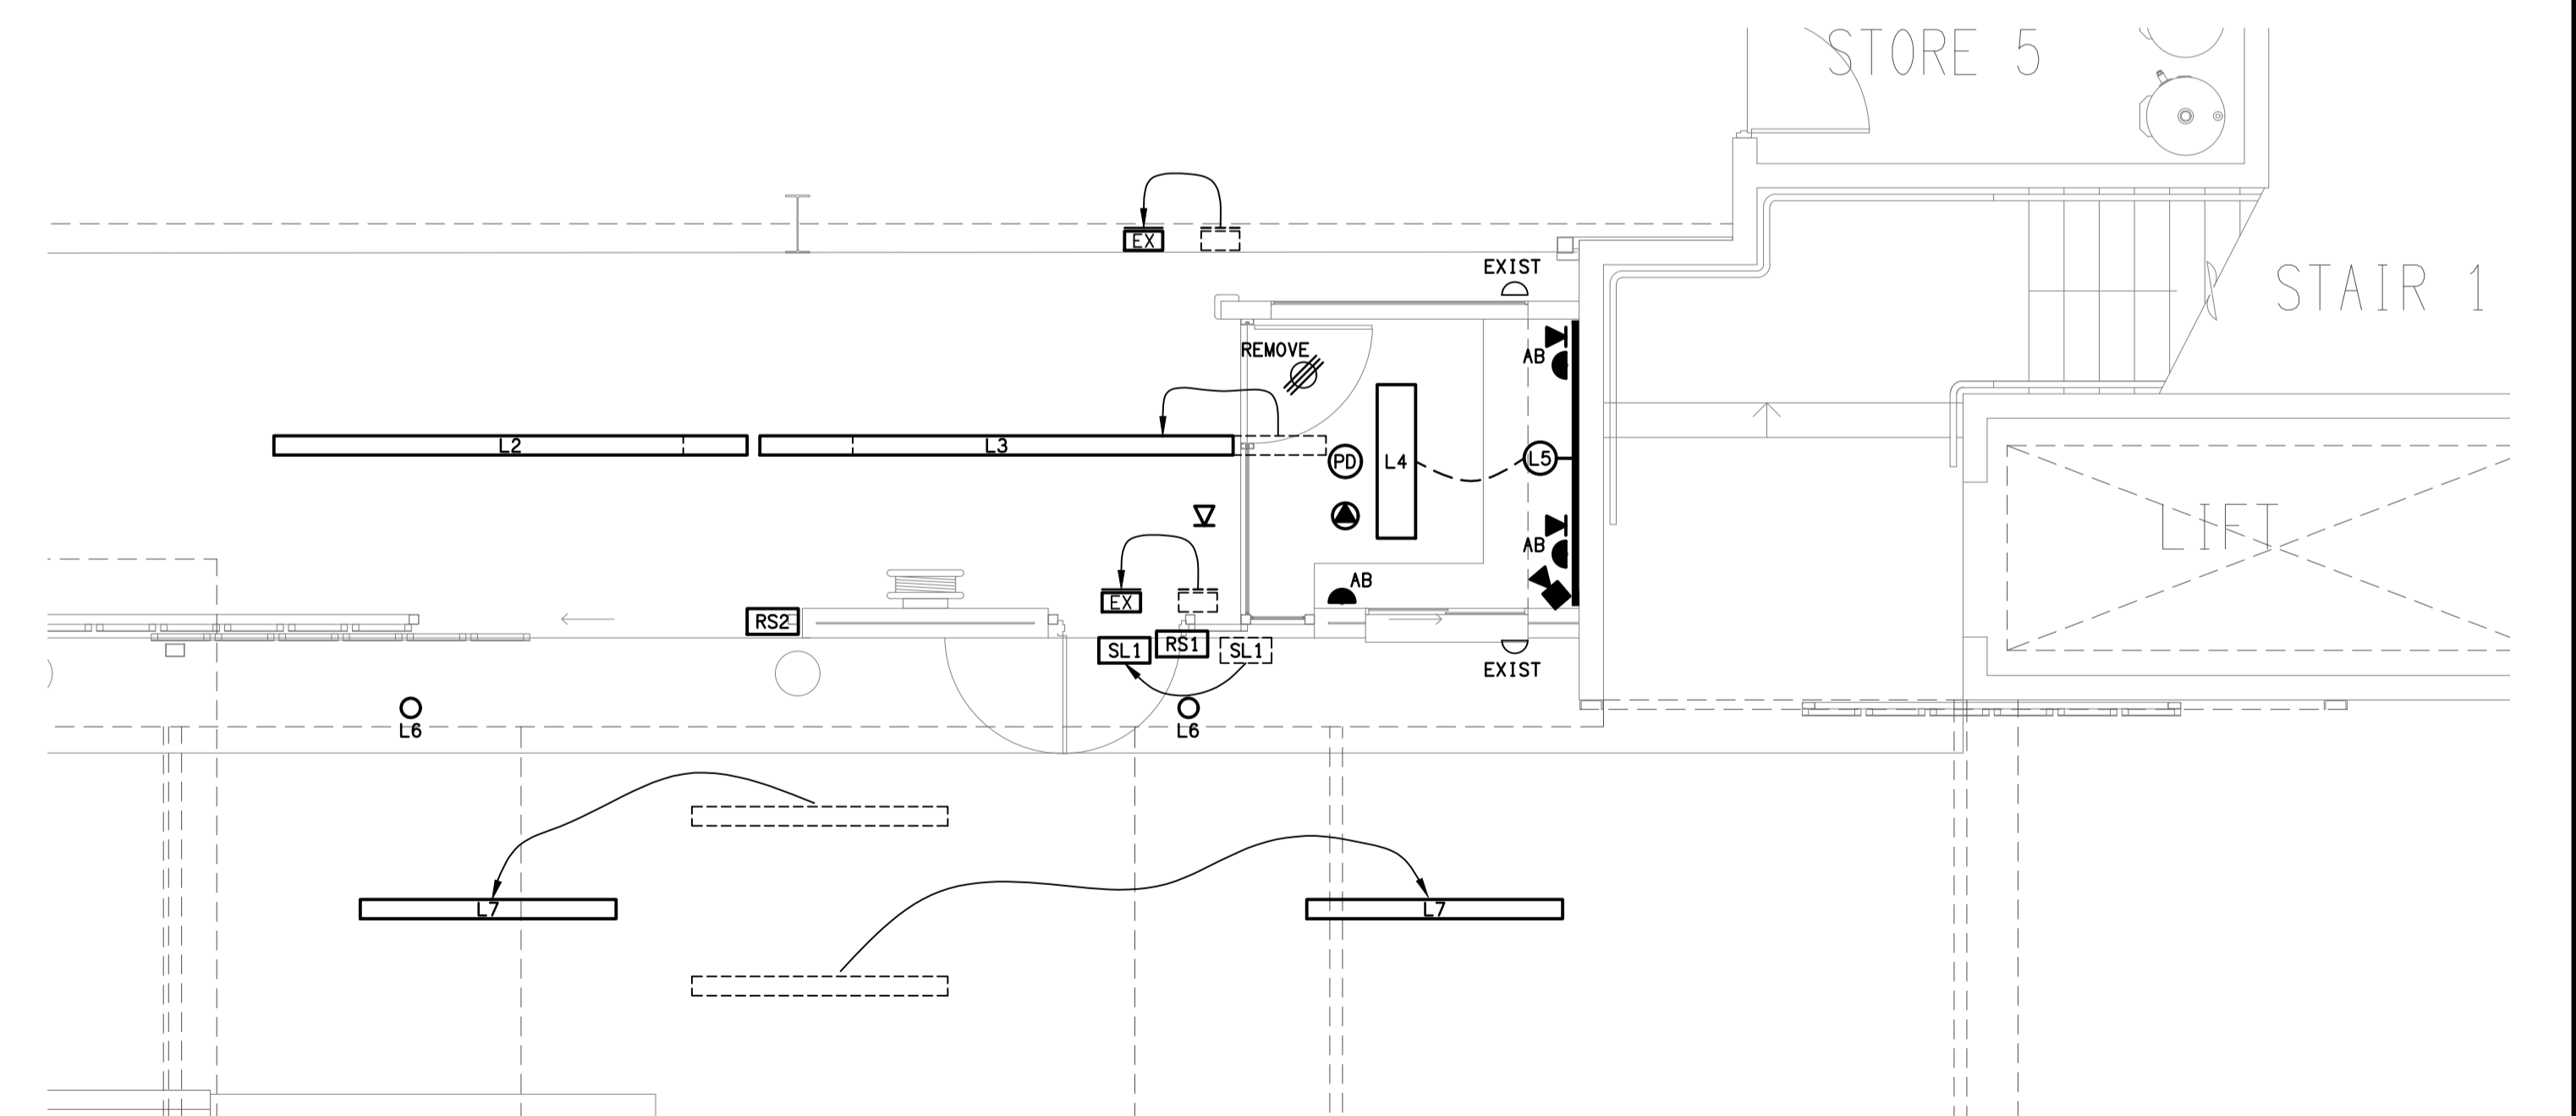 STORE 5
EX
EXIST
STAIR 1
REMOVE
AB
L2
L3
PD
L4
L5
LIFT
AB
AB
EX
RS2
SL1
RS1
SL1
EXIST
L6
L6
L7
L7